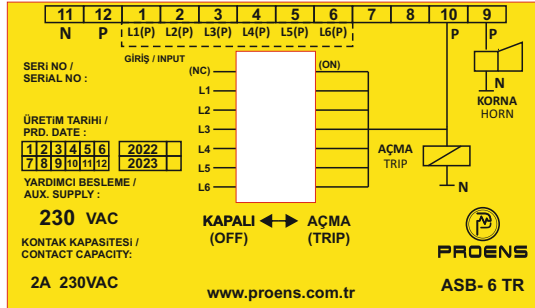 11 12 1 2 3 4 5 6 7 8 10 9
N P L1(P) L2(P) L3(P) L4(P) L5(P) L6(P) P P
GİRİŞ / INPUT
SERİ NO /
SERİAL NO :
(NC) (ON)
L1
L2
L3
L4
L5
L6
N
KORNA
HORN
AÇMA
TRIP
N
ÜRETİM TARİHİ /
PRD. DATE :
1 2 3 4 5 6 2022
7 8 9 10 11 12 2023
YARDIMCI BESLEME /
AUX. SUPPLY :
230 VAC
KONTAK KAPASİTESİ /
CONTACT CAPACITY:
2A 230VAC
KAPALI AÇMA
(OFF) (TRIP)
www.proens.com.tr
PROENS
ASB- 6 TR